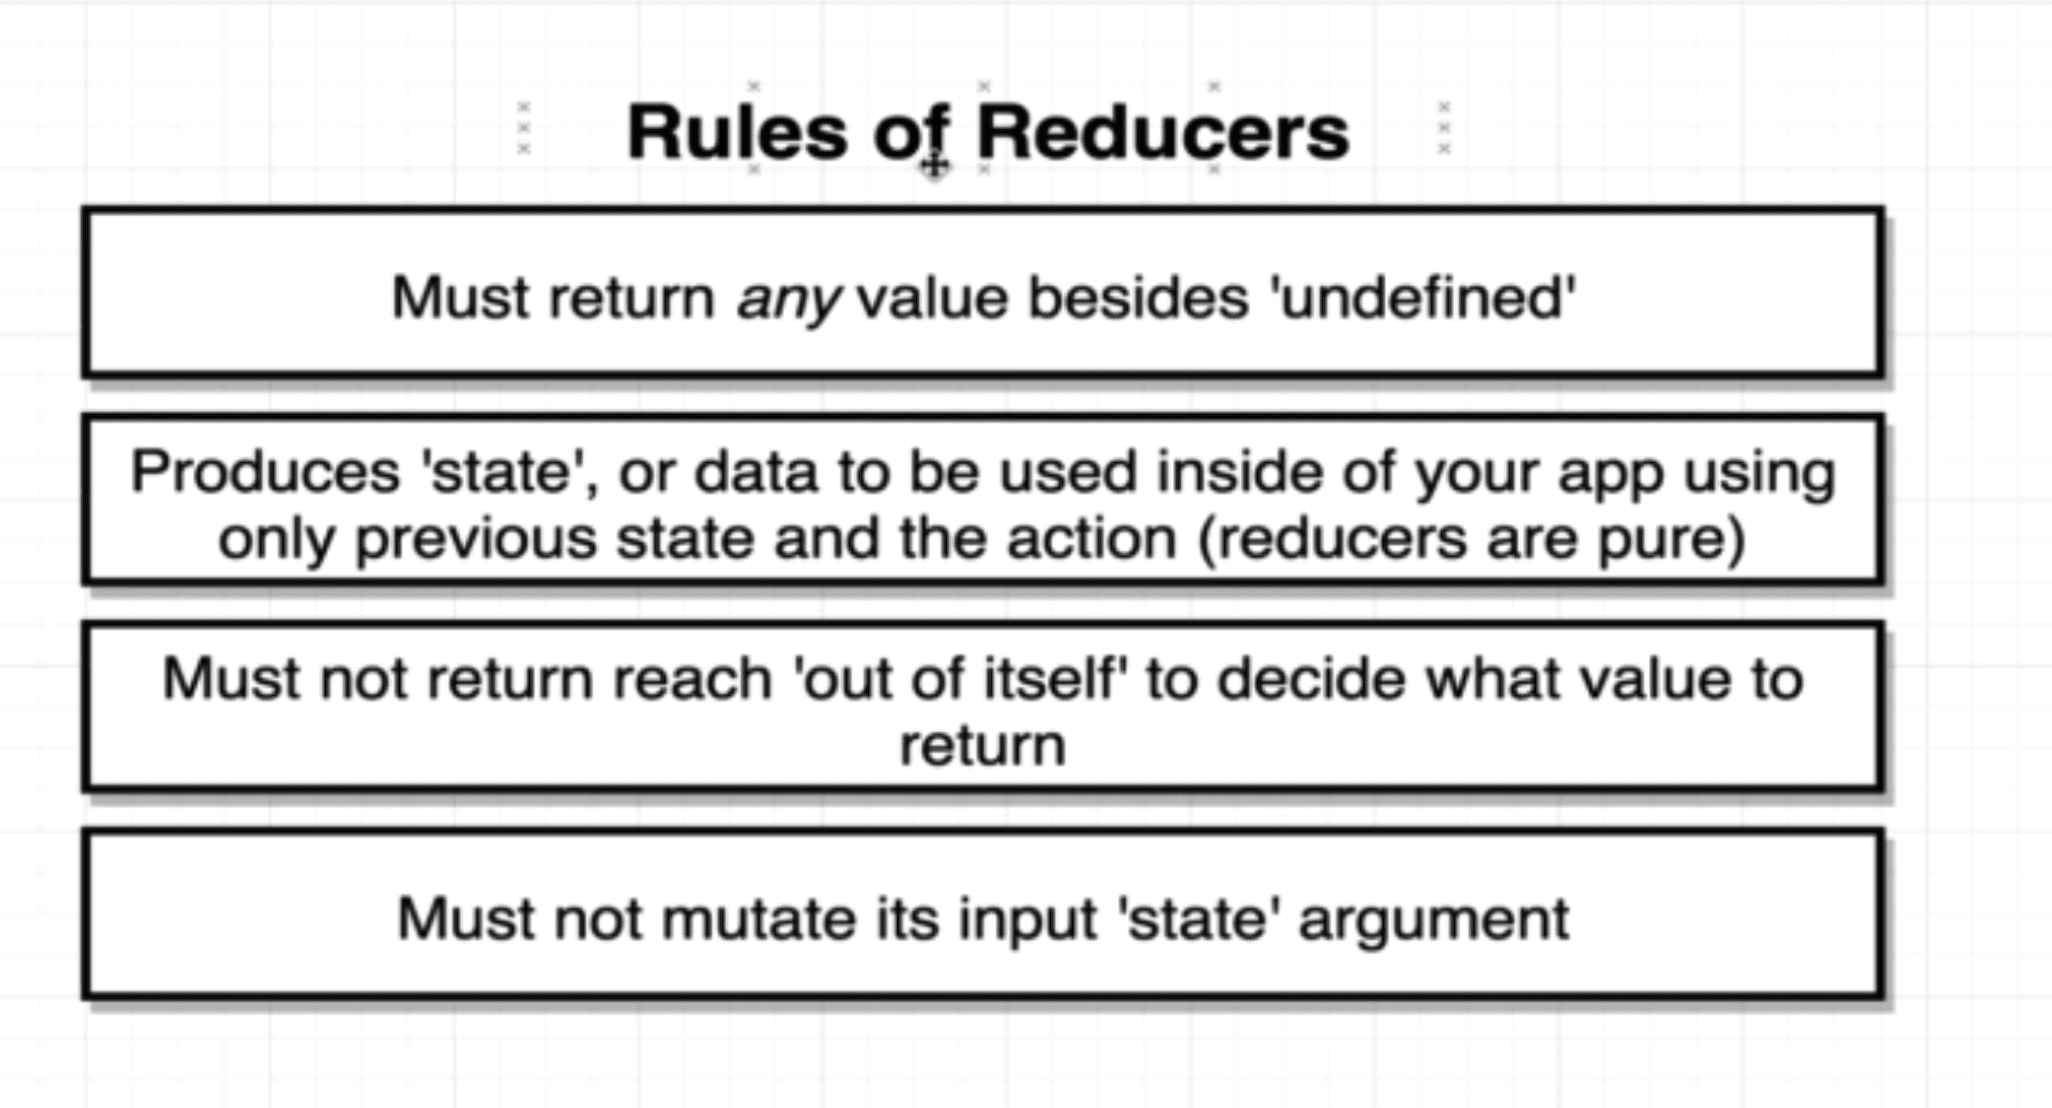 Rules of Reducers
Must return any value besides 'undefined'
Produces 'state', or data to be used inside of your app using
only previous state and the action (reducers are pure)
Must not return reach 'out of itself' to decide what value to
return
Must not mutate its input 'state' argument